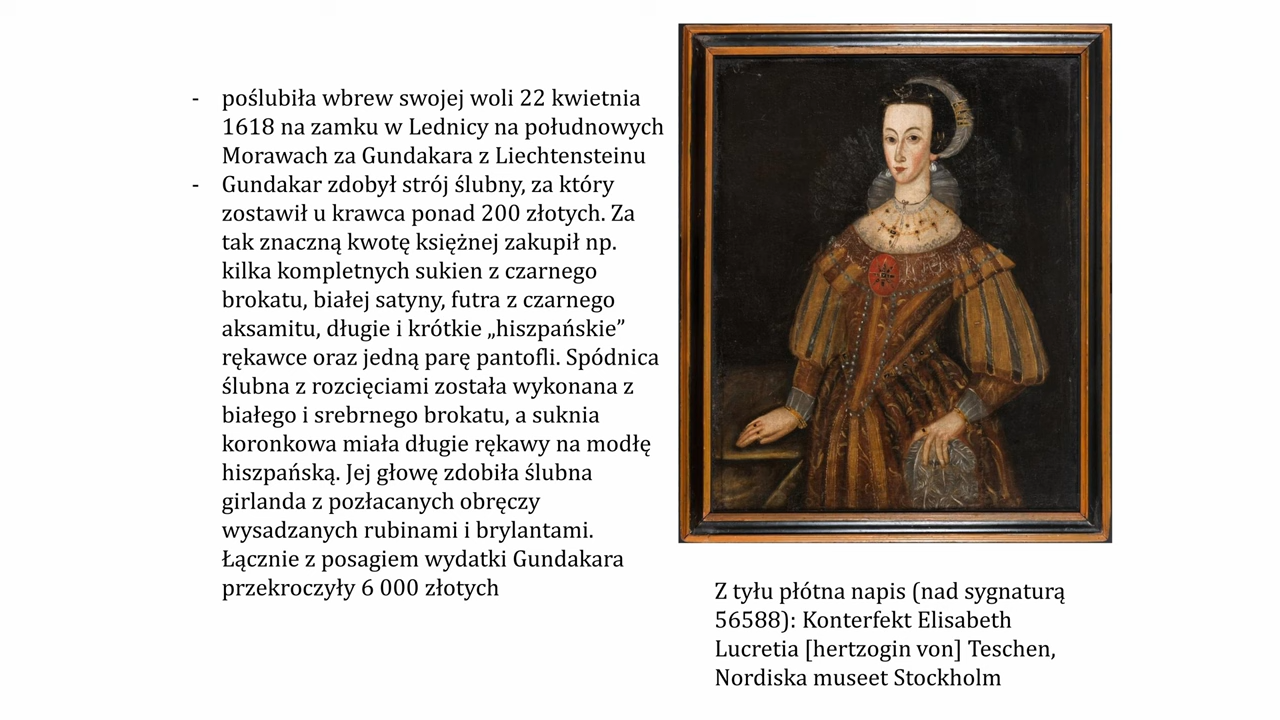 - poślubiła wbrew swojej woli 22 kwietnia
1618 na zamku w Lednicy na południowych
Morawach za Gundakara z Liechtensteinu
- Gundakar zdobył strój ślubny, za który
zostawił u krawca ponad 200 złotych. Za
tak znaczną kwotę księżnej zakupił np.
kilka kompletnych sukien z czarnego
brokatu, białej satyny, futra z czarnego
aksamitu, długie i krótkie „hiszpańskie”
rękawce oraz jedną parę pantofli. Spódnica
ślubna z rozcięciami została wykonana z
białego i srebrnego brokatu, a suknia
koronkowa miała długie rękawy na modłę
hiszpańską. Jej głowę zdobiła ślubna
girlanda z pozłacanych obręczy
wysadzanych rubinami i brylantami.
Łącznie z posagiem wydatki Gundakara
przekroczyły 6 000 złotych
Z tyłu płótna napis (nad sygnaturą
56588): Konterfekt Elisabeth
Lucretia [hertzogin von] Teschen,
Nordiska museet Stockholm